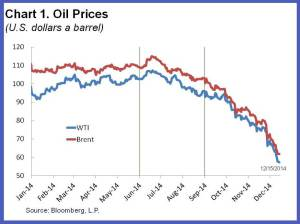 Chart 1. Oil Prices
(U.S. dollars a barrel)
120
110
100
90
80
70
60
50
WTI
Brent
12/15/2014
Jan-14
Feb-14
Mar-14
Apr-14
May-14
Jun-14
Jul-14
Aug-14
Sep-14
Oct-14
Nov-14
Dec-14
Source: Bloomberg, L.P.